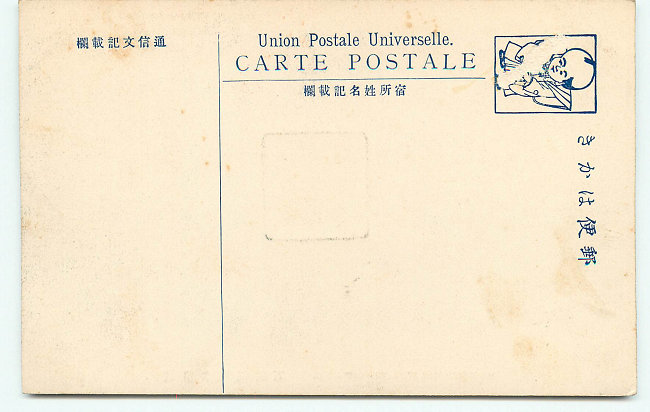 通信文記載欄
Union Postale Universelle.
CARTE POSTALE
宿所姓名記載欄
郵便はかき